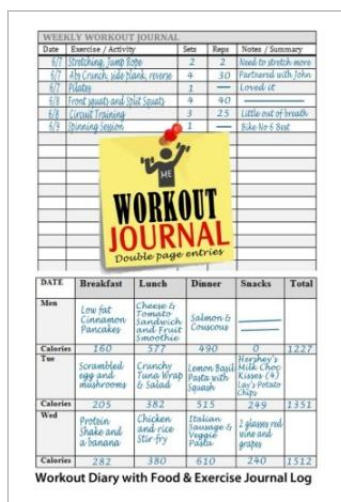 WEEKLY WORKOUT JOURNAL
Date Exercise / Activity Sets Reps Notes / Summary
6/7 Stretching, Jump Rope 2 2 Need to stretch more
6/7 Abs Crunch, side plank, reverse 4 30 Partnered with John
6/7 Pilates 1 — Loved it
6/8 Front squats and Split Squats 4 40 —
6/8 Circuit Training 3 25 Little out of breath
6/9 Spinning Session 1 — Bike No 6 Best
ME
WORKOUT
JOURNAL
Double page entries
DATE Breakfast Lunch Dinner Snacks Total
Mon
Low fat Cinnamon Pancakes
Cheese & Tomato Sandwich and Fruit Smoothie
Salmon & Couscous
Calories 160 577 490 0 1227
Tue
Scrambled egg and mushrooms
Crunchy Tuna Wrap & Salad
Lemon Basil Pasta with Squash
Hershey's Milk Choc Kisses (4) Lay's Potato Chips
Calories 205 382 515 249 1351
Wed
Protein Shake and a banana
Chicken and rice Stir-fry
Italian Sausage & Veggie Pasta
2 glasses red wine and grapes
Calories 282 380 610 240 1512
Workout Diary with Food & Exercise Journal Log